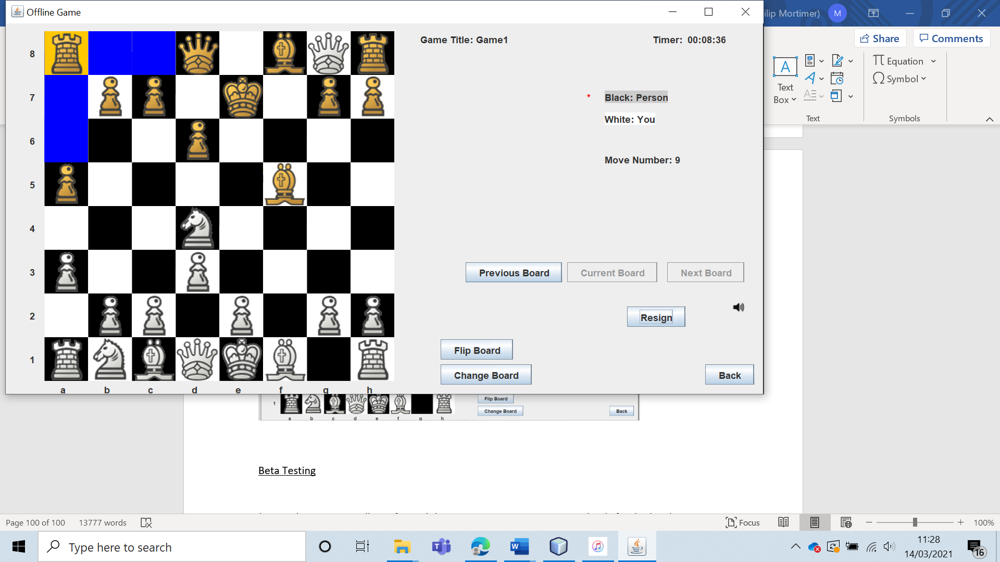 Offline Game
ilip Mortimer)
M
Share
Comments
Game Title: Game1
Timer: 00:08:36
8
7
6
5
4
3
2
1
a b c d e f g h
* Black: Person
White: You
Move Number: 9
Previous Board
Current Board
Next Board
Resign
Flip Board
Change Board
Back
A
Text
Box
A
A
Equation
Symbol
Text
Symbols
1
a b c d e f g h
Flip Board
Change Board
Back
Beta Testing
Page 100 of 100
13777 words
Focus
100%
Type here to search
T
W
11:28
14/03/2021
16